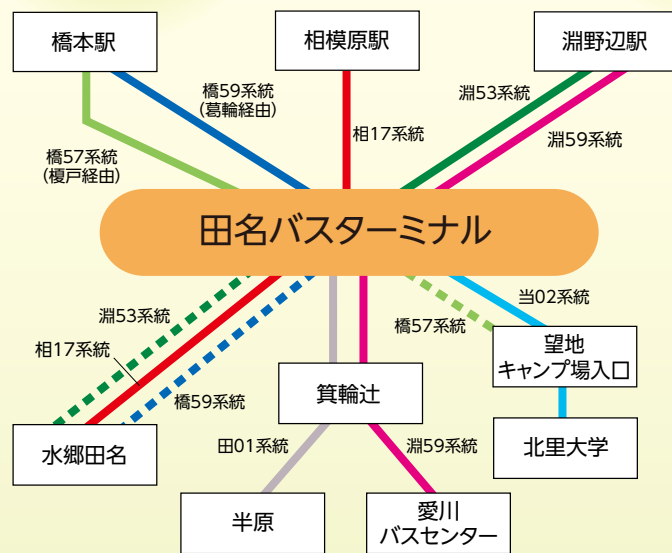 橋本駅
相模原駅
淵野辺駅
橋59系統
(葛輪経由)
淵53系統
相17系統
淵59系統
橋57系統
(榎戸経由)
田名バスターミナル
淵53系統
当02系統
橋57系統
相17系統
望地
キャンプ場入口
橋59系統
箕輪辻
水郷田名
田01系統
淵59系統
北里大学
半原
愛川
バスセンター